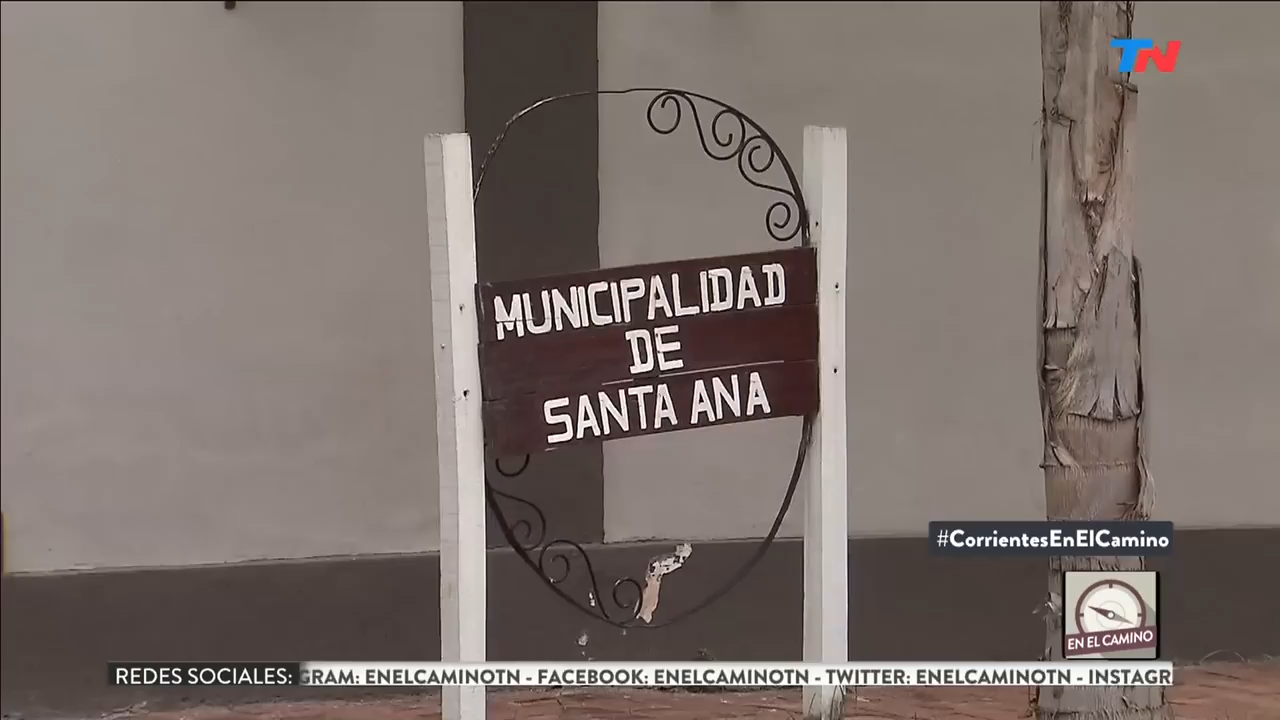 TN
MUNICIPALIDAD
DE
SANTA ANA
#CorrientesEnElCamino
EN EL CAMINO
REDES SOCIALES: GRAM: ENELCAMINOTN - FACEBOOK: ENELCAMINOTN - TWITTER: ENELCAMINOTN - INSTAGR